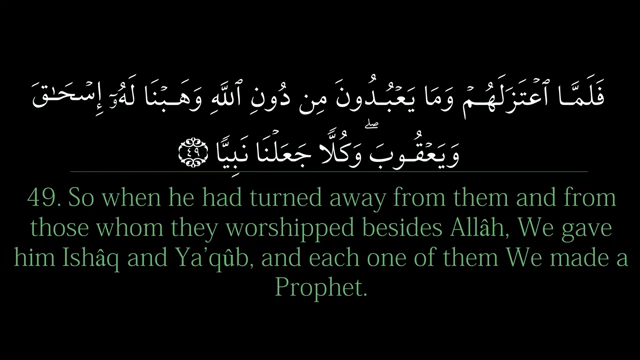 فَلَمَّا ٱعْتَزَلَهُمْ وَمَا يَعْبُدُونَ مِن دُونِ ٱللَّهِ وَهَبْنَا لَهُۥٓ إِسْحَـٰقَ
وَيَعْقُوبَ ۖ وَكُلًّا جَعَلْنَا نَبِيًّا ٤٩
49. So when he had turned away from them and from
those whom they worshipped besides Allâh, We gave
him Ishâq and Ya’qûb, and each one of them We made a
Prophet.